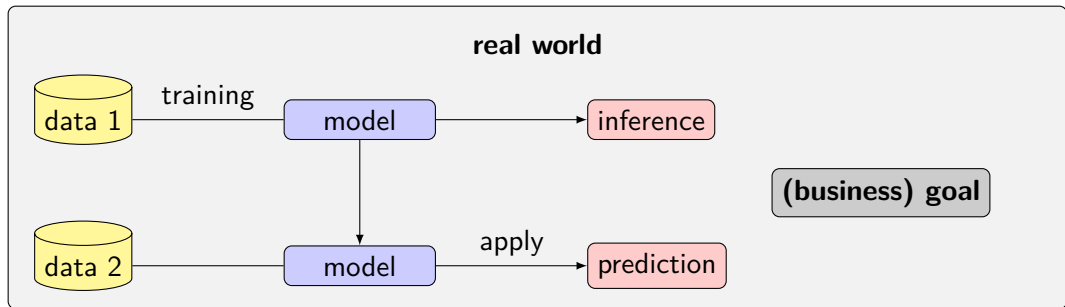 real world
data 1
training
model
inference
(business) goal
data 2
model
apply
prediction